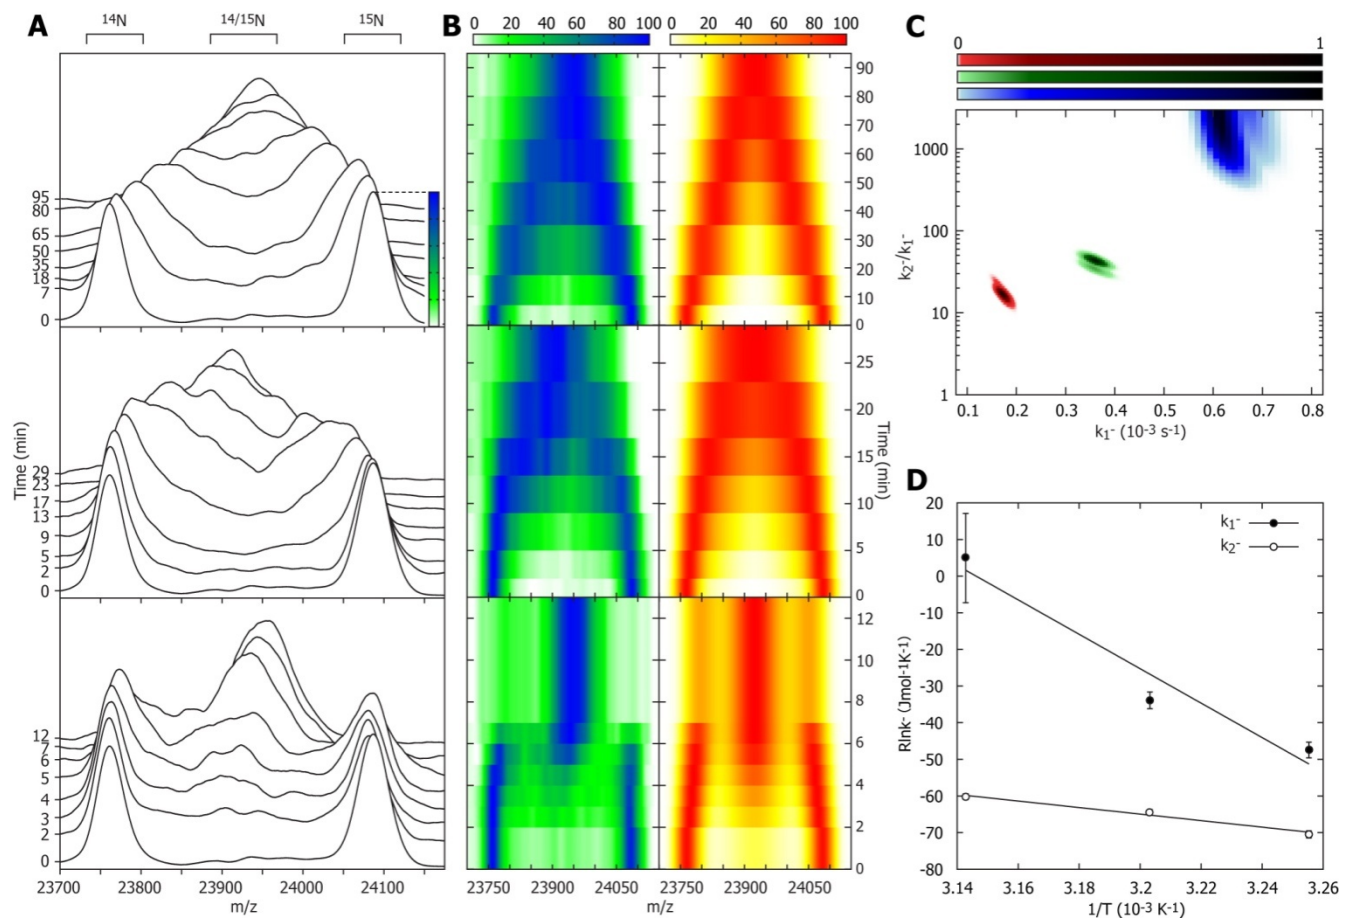 A
14N
14/15N
15N
95
80
65
50
35
18
7
0
29
23
17
13
9
5
2
0
12
7
6
5
4
3
2
0
Time (min)
23700 23800 23900 24000 24100
m/z
B
0 20 40 60 80 100
0 20 40 60 80 100
90
80
70
60
50
40
30
20
10
0
25
20
15
10
5
0
12
10
8
6
4
2
0
Time (min)
23750 23900 24050
23750 23900 24050
m/z
m/z
C
0 1
1000
100
10
1
k2-/k1-
0.1 0.2 0.3 0.4 0.5 0.6 0.7 0.8
k1- (10-3 s-1)
D
k1-
k2-
20
10
0
-10
-20
-30
-40
-50
-60
-70
-80
Rlnk- (Jmol-1K-1)
3.14 3.16 3.18 3.2 3.22 3.24 3.26
1/T (10-3 K-1)